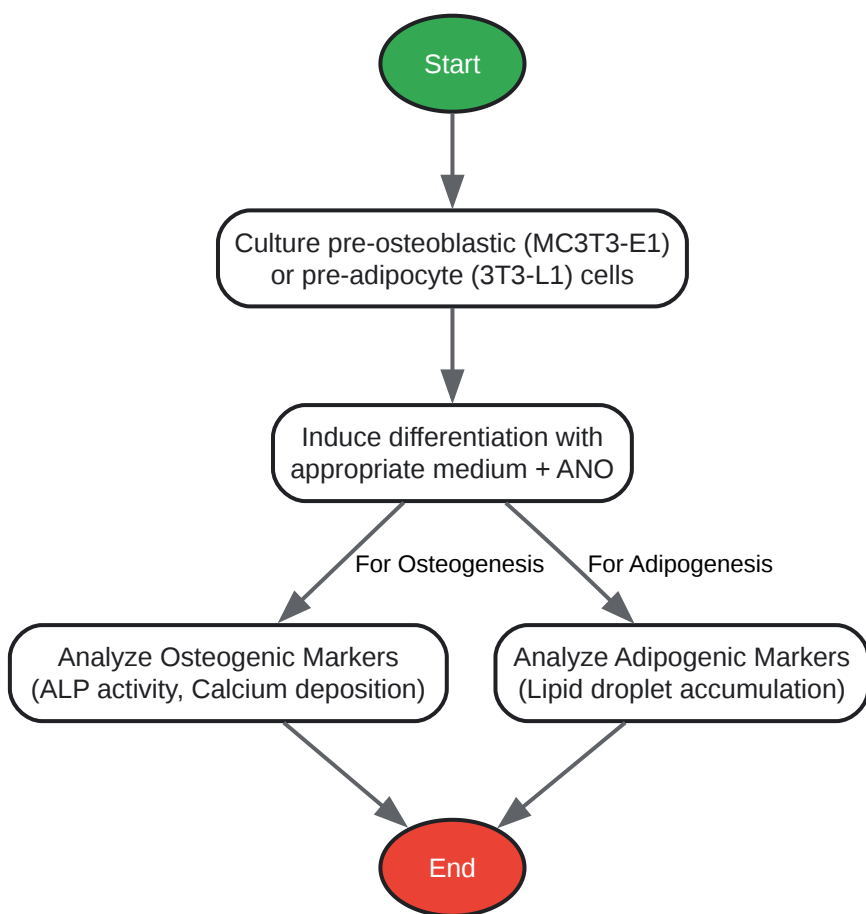 Start
Culture pre-osteoblastic (MC3T3-E1)
or pre-adipocyte (3T3-L1) cells
Induce differentiation with
appropriate medium + ANO
For Osteogenesis
For Adipogenesis
Analyze Osteogenic Markers
(ALP activity, Calcium deposition)
Analyze Adipogenic Markers
(Lipid droplet accumulation)
End